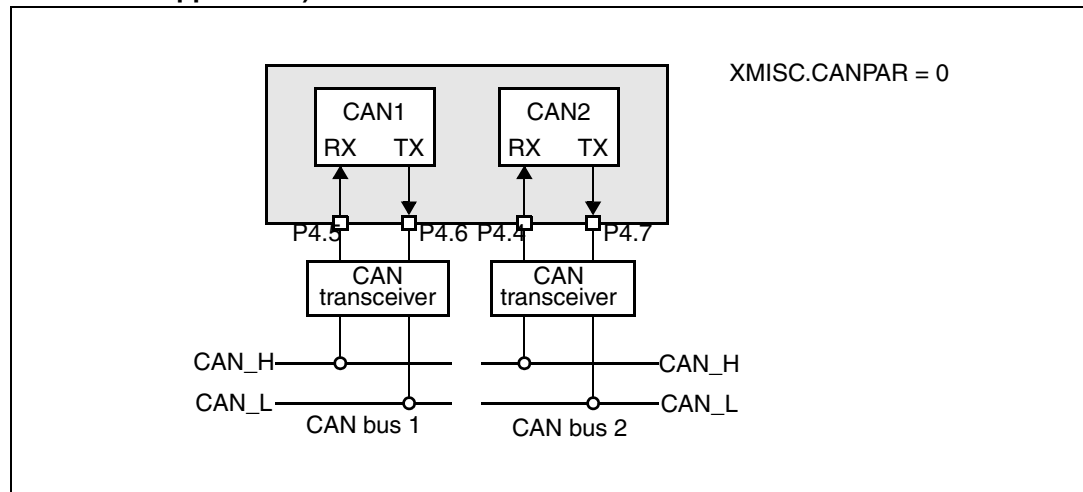 XMISC.CANPAR = 0
CAN1 CAN2
RX TX RX TX
P4.5 P4.6 P4.4 P4.7
CAN CAN
transceiver transceiver
CAN_H CAN_H
CAN_L CAN_L
CAN bus 1 CAN bus 2